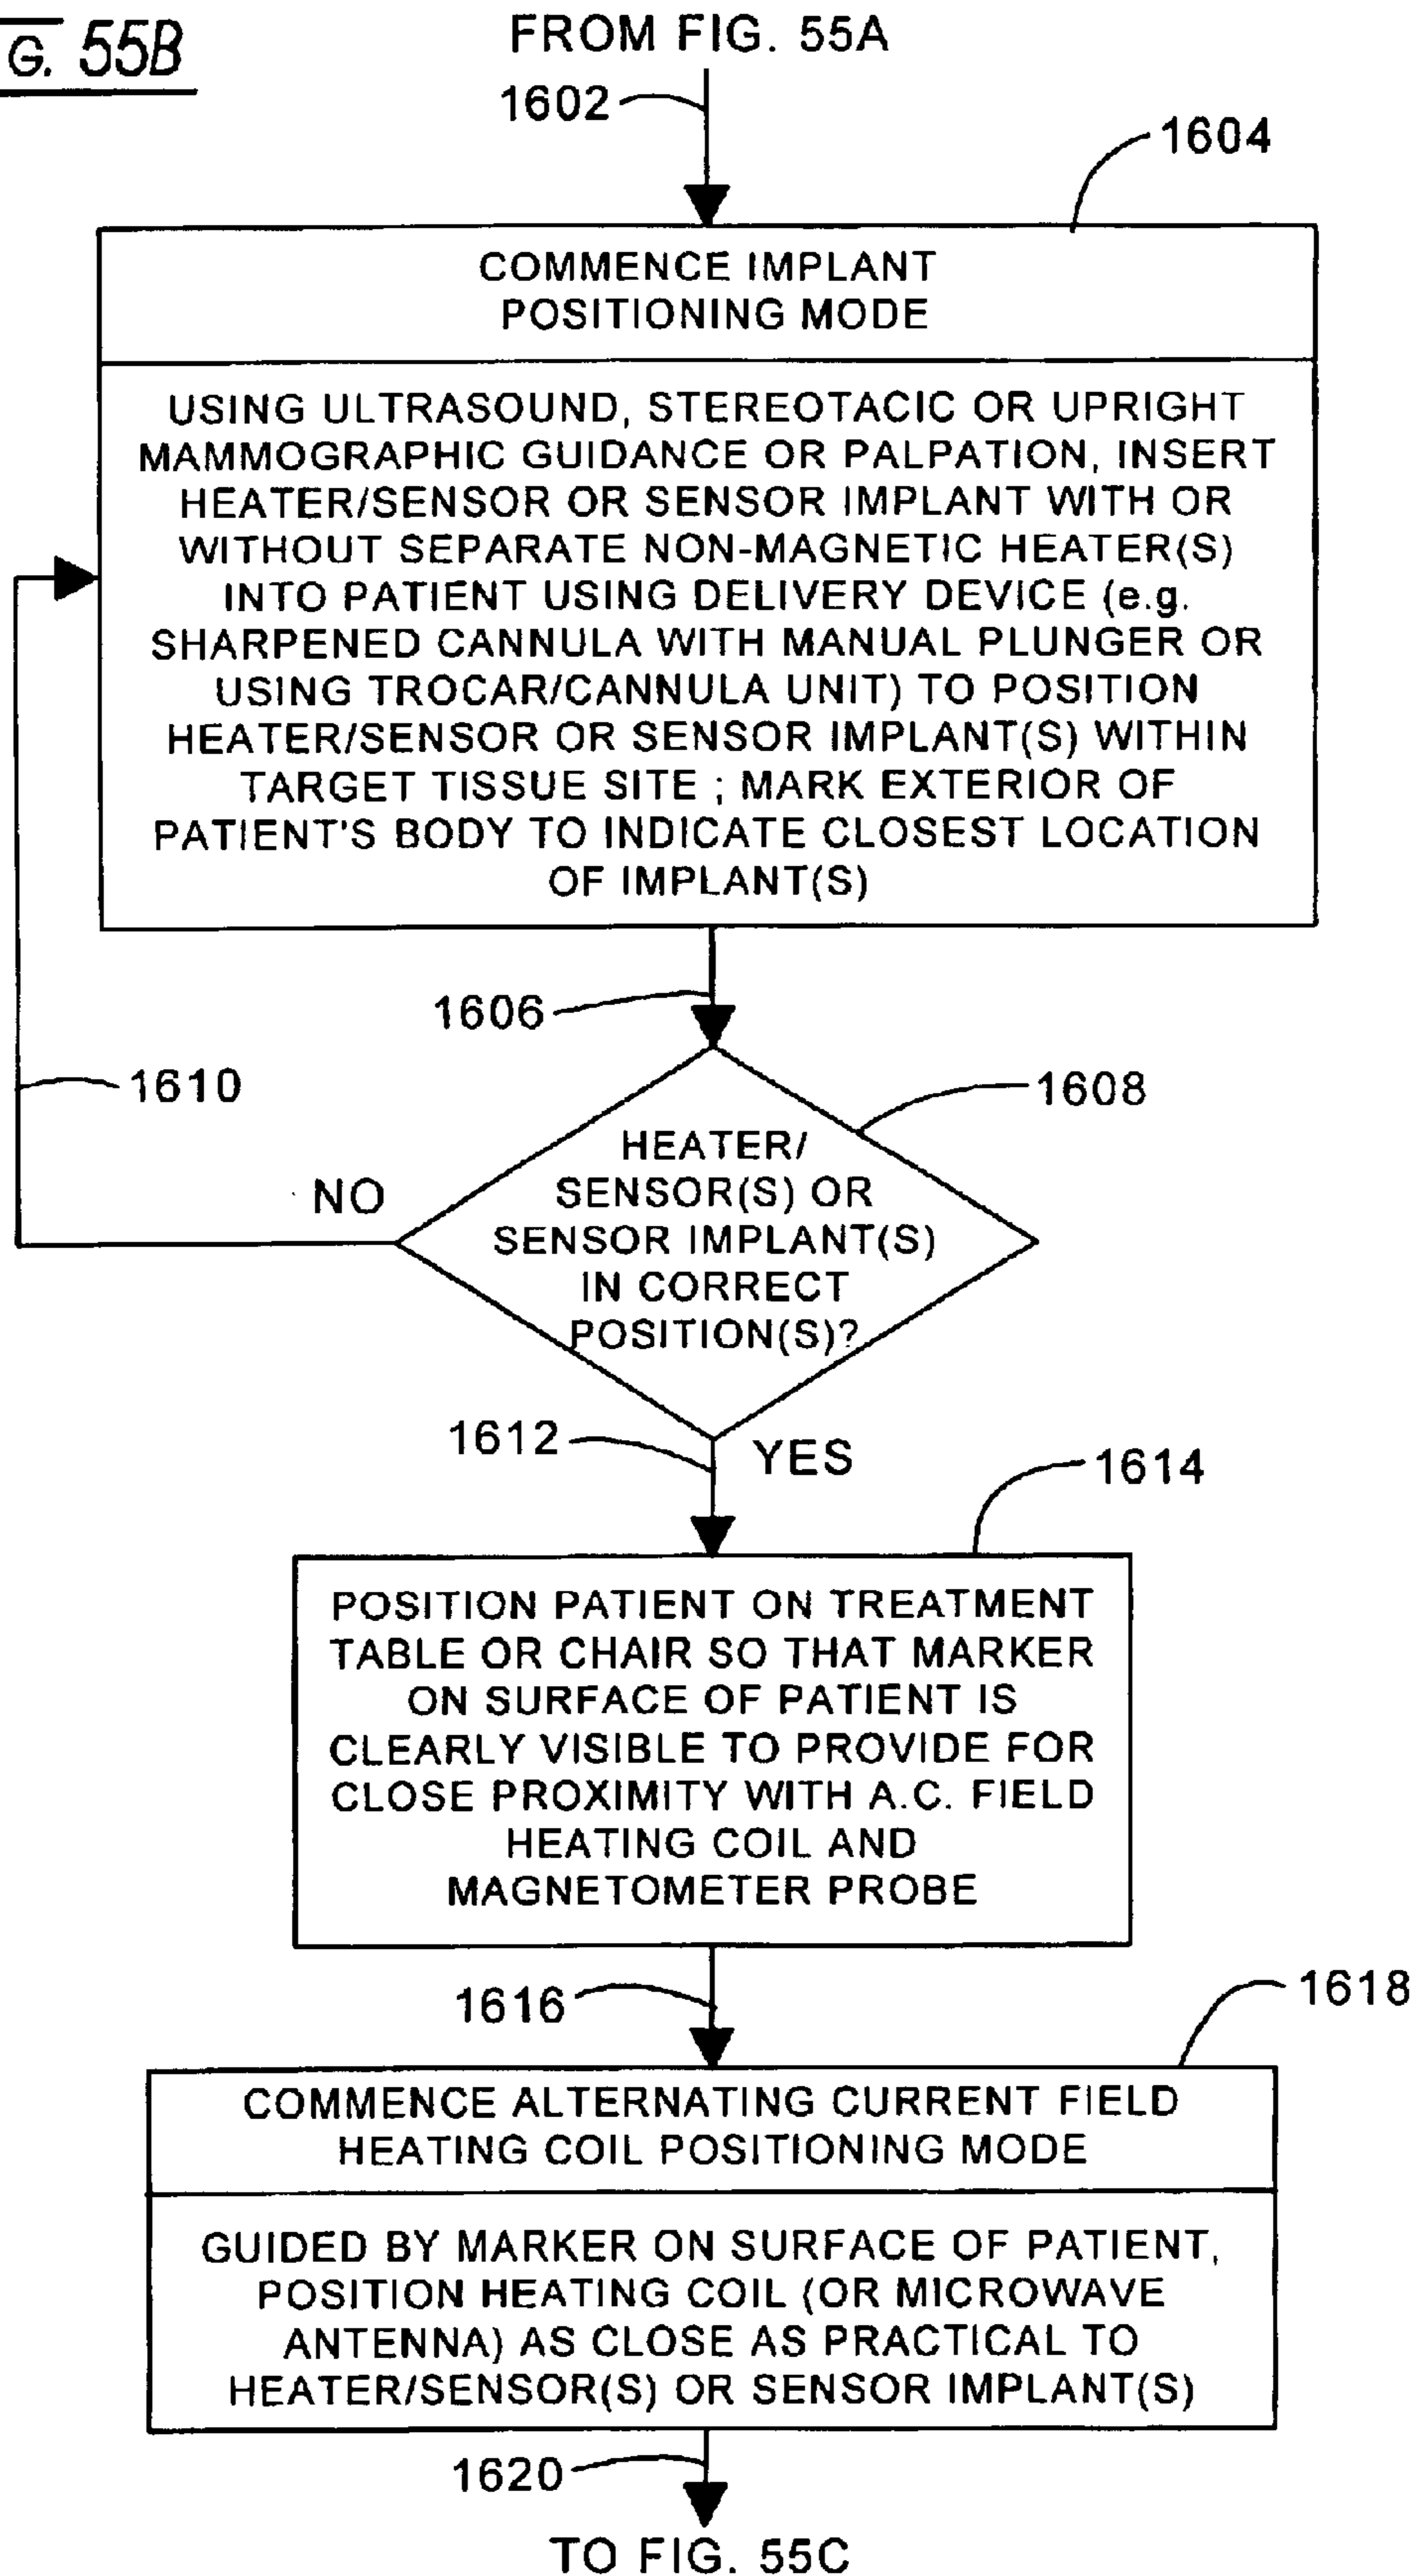 G. 55B
FROM FIG. 55A
1602
1604
COMMENCE IMPLANT
POSITIONING MODE
USING ULTRASOUND, STEREOTACIC OR UPRIGHT
MAMMOGRAPHIC GUIDANCE OR PALPATION, INSERT
HEATER/SENSOR OR SENSOR IMPLANT WITH OR
WITHOUT SEPARATE NON-MAGNETIC HEATER(S)
INTO PATIENT USING DELIVERY DEVICE (e.g.
SHARPENED CANNULA WITH MANUAL PLUNGER OR
USING TROCAR/CANNULA UNIT) TO POSITION
HEATER/SENSOR OR SENSOR IMPLANT(S) WITHIN
TARGET TISSUE SITE ; MARK EXTERIOR OF
PATIENT'S BODY TO INDICATE CLOSEST LOCATION
OF IMPLANT(S)
1606
1610
1608
NO
HEATER/
SENSOR(S) OR
SENSOR IMPLANT(S)
IN CORRECT
POSITION(S)?
1612
YES
1614
POSITION PATIENT ON TREATMENT
TABLE OR CHAIR SO THAT MARKER
ON SURFACE OF PATIENT IS
CLEARLY VISIBLE TO PROVIDE FOR
CLOSE PROXIMITY WITH A.C. FIELD
HEATING COIL AND
MAGNETOMETER PROBE
1616
1618
COMMENCE ALTERNATING CURRENT FIELD
HEATING COIL POSITIONING MODE
GUIDED BY MARKER ON SURFACE OF PATIENT,
POSITION HEATING COIL (OR MICROWAVE
ANTENNA) AS CLOSE AS PRACTICAL TO
HEATER/SENSOR(S) OR SENSOR IMPLANT(S)
1620
TO FIG. 55C